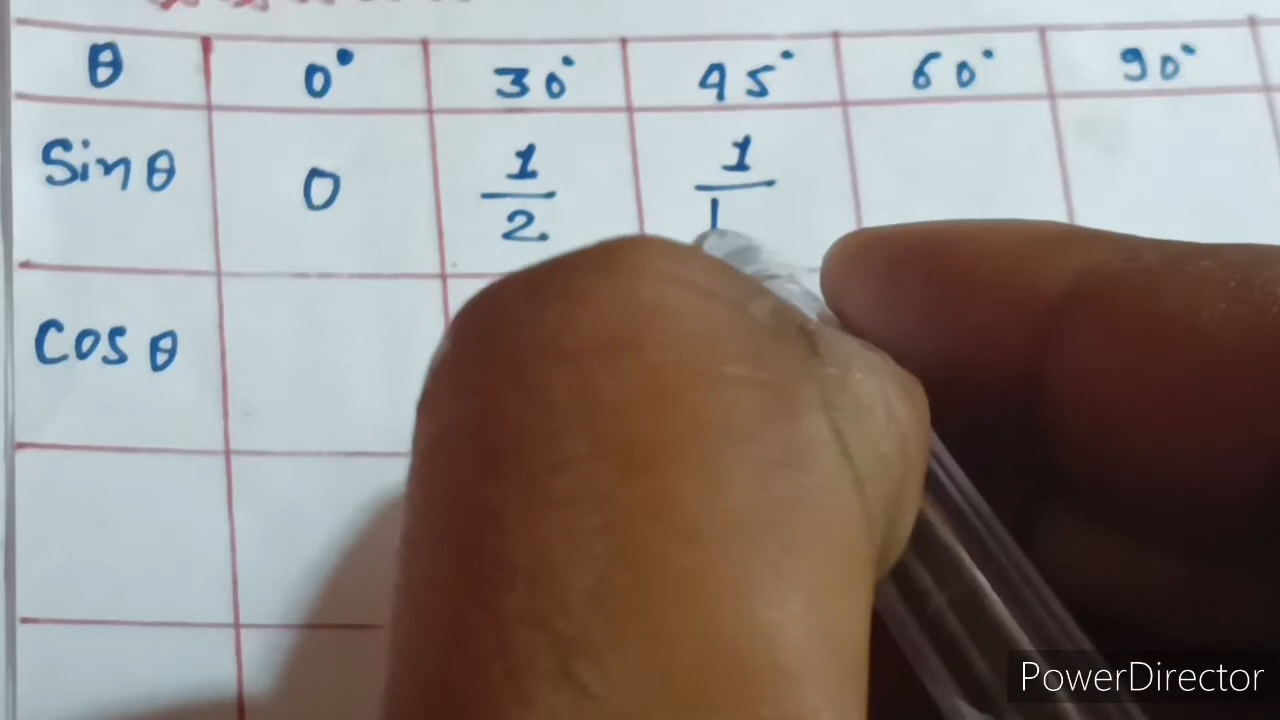 θ 0° 30° 45° 60° 90°
Sinθ 0 1/2 1/
Cosθ
PowerDirector